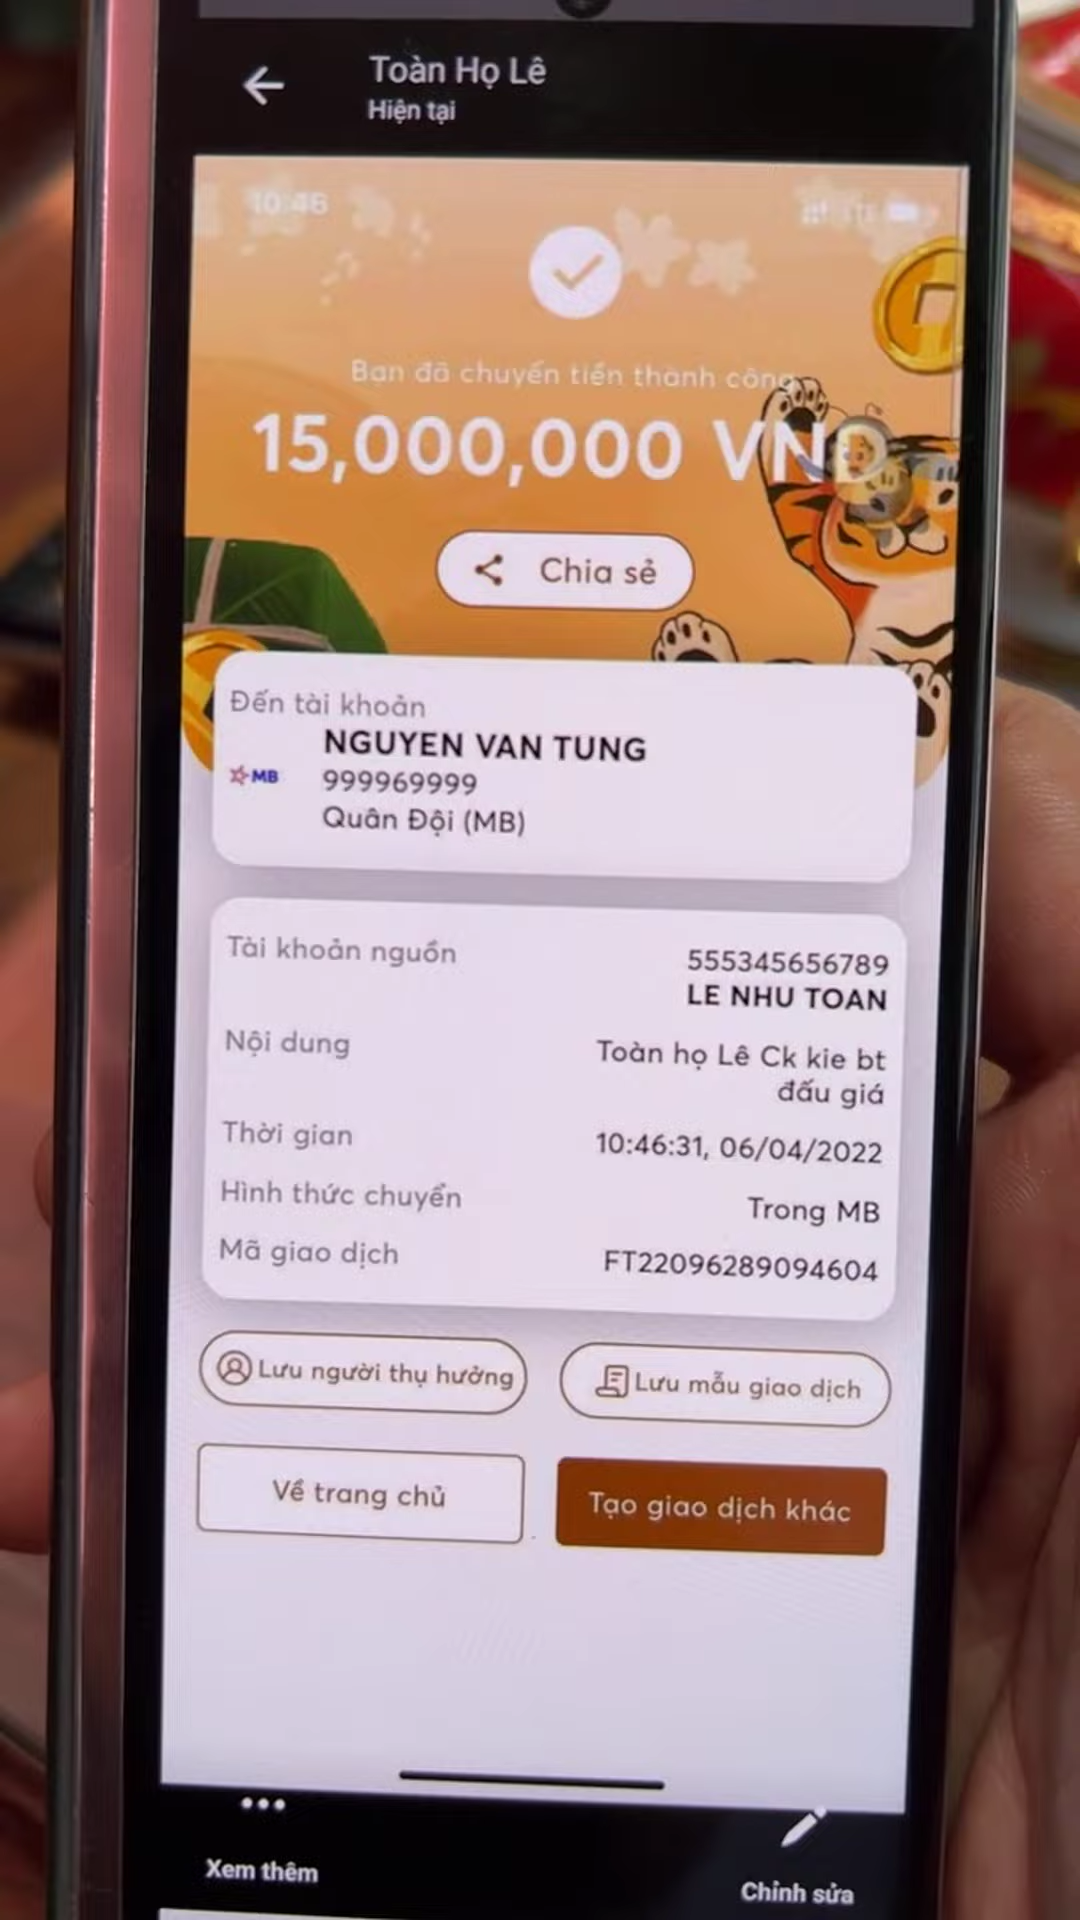 Toàn Họ Lê
Hiện tại
10:46
LTE
Bạn đã chuyển tiền thành công
15,000,000 VND
Chia sẻ
Đến tài khoản
NGUYEN VAN TUNG
MB
999969999
Quân Đội (MB)
Tài khoản nguồn
555345656789
LE NHU TOAN
Nội dung
Toàn họ Lê Ck kie bt
đấu giá
Thời gian
10:46:31, 06/04/2022
Hình thức chuyển
Trong MB
Mã giao dịch
FT22096289094604
Lưu người thụ hưởng
Lưu mẫu giao dịch
Về trang chủ
Tạo giao dịch khác
Xem thêm
Chỉnh sửa